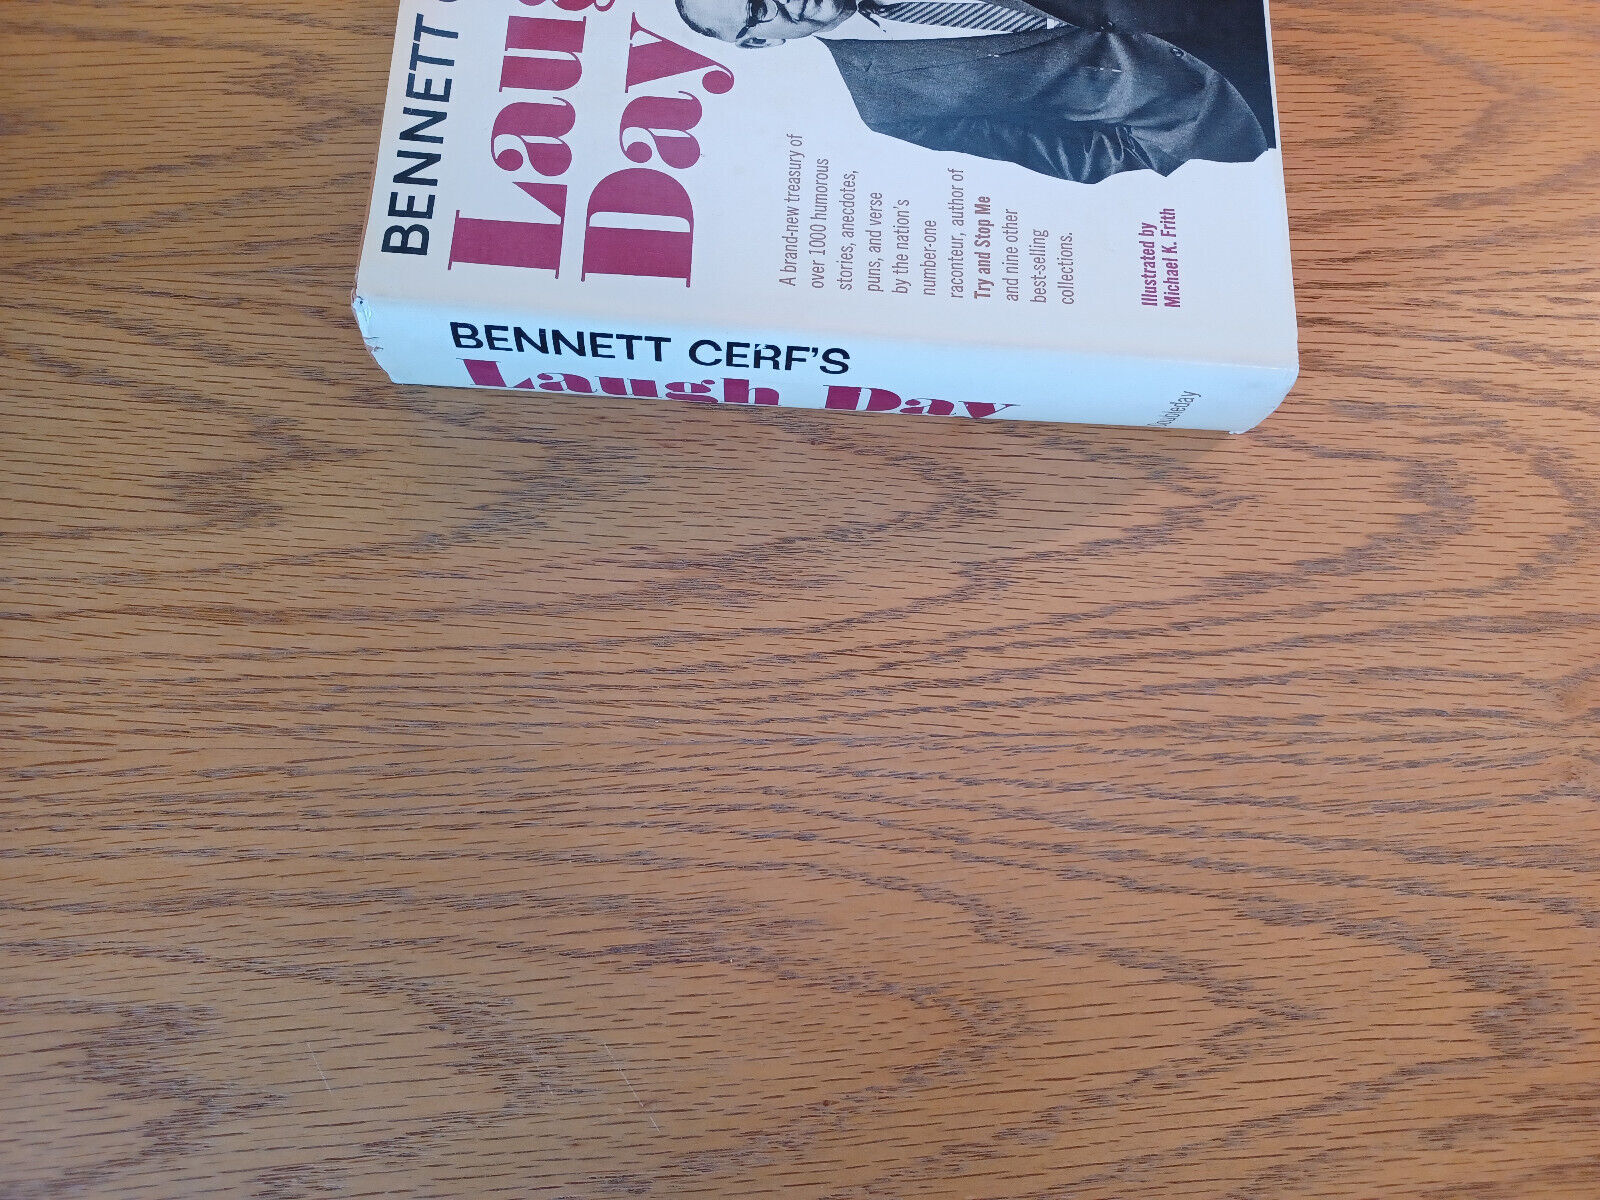 BENNETT
Laug
Day
A brand-new treasury of
over 1000 humorous
stories, anecdotes,
puns, and verse
by the nation's
number-one
raconteur, author of
Try and Stop Me
and nine other
best-selling
collections.
Illustrated by
Michael K. Frith
BENNETT CERF'S
Laugh Day
Doubleday